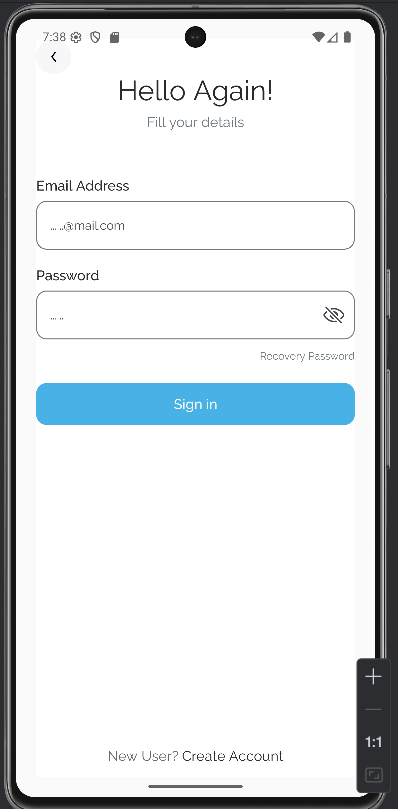 7:38
Hello Again!
Fill your details
Email Address
... ..@mail.com
Password
... ..
Recovery Password
Sign in
New User? Create Account
1:1